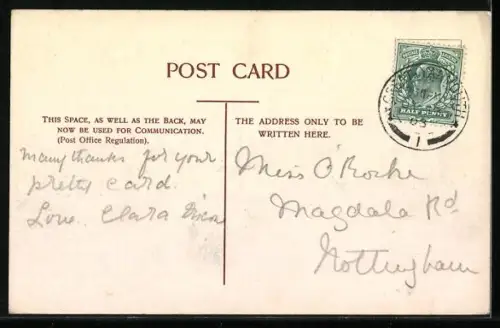 POST CARD
THIS SPACE, AS WELL AS THE BACK, MAY
NOW BE USED FOR COMMUNICATION.
(Post Office Regulation).
THE ADDRESS ONLY TO BE
WRITTEN HERE.
HALF PENNY
1
Many thanks for your
pretty card.
Love. Clara
Miss O'Rorke
Magdala Rd
Nottingham